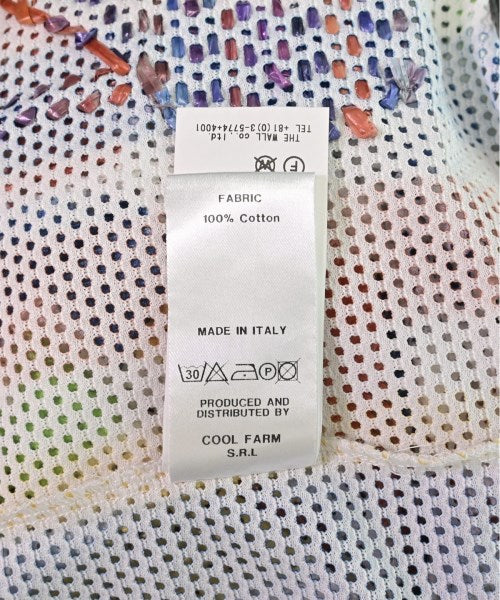 THE WALL co., ltd
TEL +81(0)3-5774-4001
F
FABRIC
100% Cotton
MADE IN ITALY
30 P
PRODUCED AND
DISTRIBUTED BY
COOL FARM
S.R.L